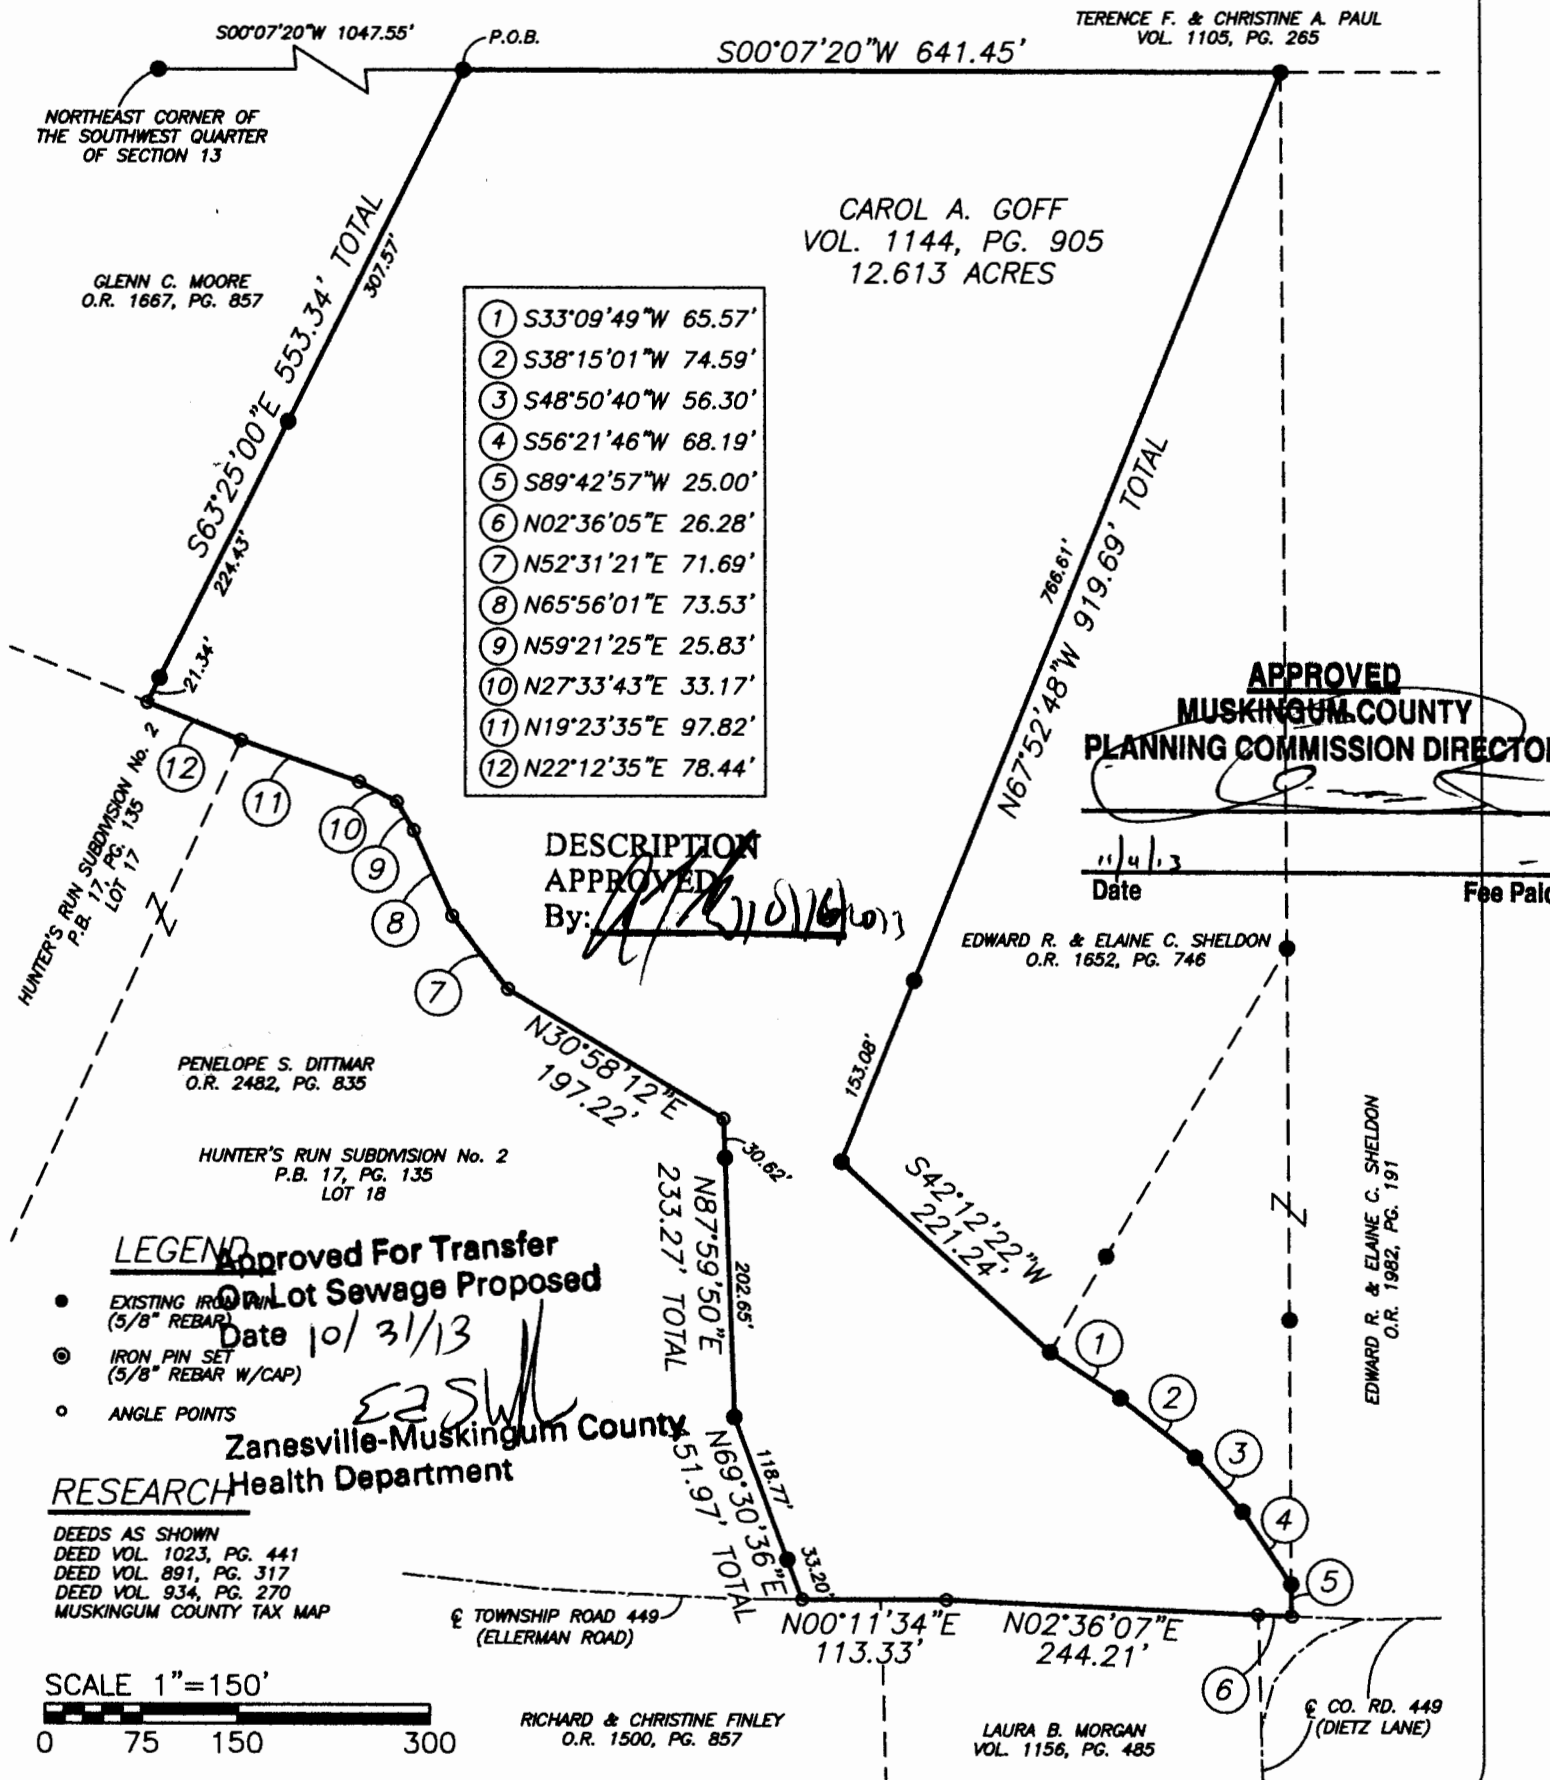 S00°07'20"W 1047.55'
P.O.B.
S00°07'20"W 641.45'
TERENCE F. & CHRISTINE A. PAUL
VOL. 1105, PG. 265
NORTHEAST CORNER OF
THE SOUTHWEST QUARTER
OF SECTION 13
CAROL A. GOFF
VOL. 1144, PG. 905
12.613 ACRES
GLENN C. MOORE
O.R. 1667, PG. 857
S63°25'00"E 553.34' TOTAL
307.57'
224.43'
21.34'
1 S33°09'49"W 65.57'
2 S38°15'01"W 74.59'
3 S48°50'40"W 56.30'
4 S56°21'46"W 68.19'
5 S89°42'57"W 25.00'
6 N02°36'05"E 26.28'
7 N52°31'21"E 71.69'
8 N65°56'01"E 73.53'
9 N59°21'25"E 25.83'
10 N27°33'43"E 33.17'
11 N19°23'35"E 97.82'
12 N22°12'35"E 78.44'
766.61'
N67°52'48"W 919.69' TOTAL
153.08'
APPROVED
MUSKINGUM COUNTY
PLANNING COMMISSION DIRECTOR
11/4/13
Date
Fee Paid
HUNTER'S RUN SUBDIVISION No. 2
P.B. 17, PG. 135
LOT 17
Z
12
11
10
9
8
7
DESCRIPTION
APPROVED
By:
EDWARD R. & ELAINE C. SHELDON
O.R. 1652, PG. 746
N30°58'12"E
197.22'
PENELOPE S. DITTMAR
O.R. 2482, PG. 835
HUNTER'S RUN SUBDIVISION No. 2
P.B. 17, PG. 135
LOT 18
30.62'
N87°59'50"E
233.27' TOTAL
202.65'
S42°12'22"W
221.24'
Z
EDWARD R. & ELAINE C. SHELDON
O.R. 1982, PG. 191
1
2
3
4
5
6
LEGEND
EXISTING IRON PIN
(5/8" REBAR)
IRON PIN SET
(5/8" REBAR W/CAP)
ANGLE POINTS
Approved For Transfer
On Lot Sewage Proposed
Date 10/31/13
Zanesville-Muskingum County
Health Department
118.77'
N69°30'36"E
151.97' TOTAL
33.20'
RESEARCH
DEEDS AS SHOWN
DEED VOL. 1023, PG. 441
DEED VOL. 891, PG. 317
DEED VOL. 934, PG. 270
MUSKINGUM COUNTY TAX MAP
℄ TOWNSHIP ROAD 449
(ELLERMAN ROAD)
N00°11'34"E
113.33'
N02°36'07"E
244.21'
℄ CO. RD. 449
(DIETZ LANE)
SCALE 1"=150'
0 75 150 300
RICHARD & CHRISTINE FINLEY
O.R. 1500, PG. 857
LAURA B. MORGAN
VOL. 1156, PG. 485